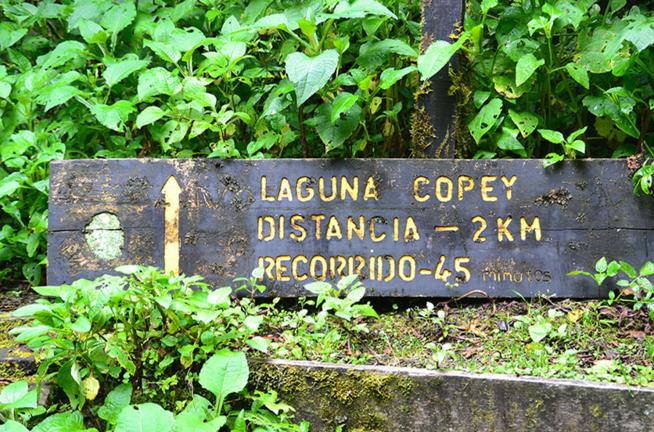 LAGUNA COPEY
DISTANCIA - 2 KM
RECORRIDO-45 minutos